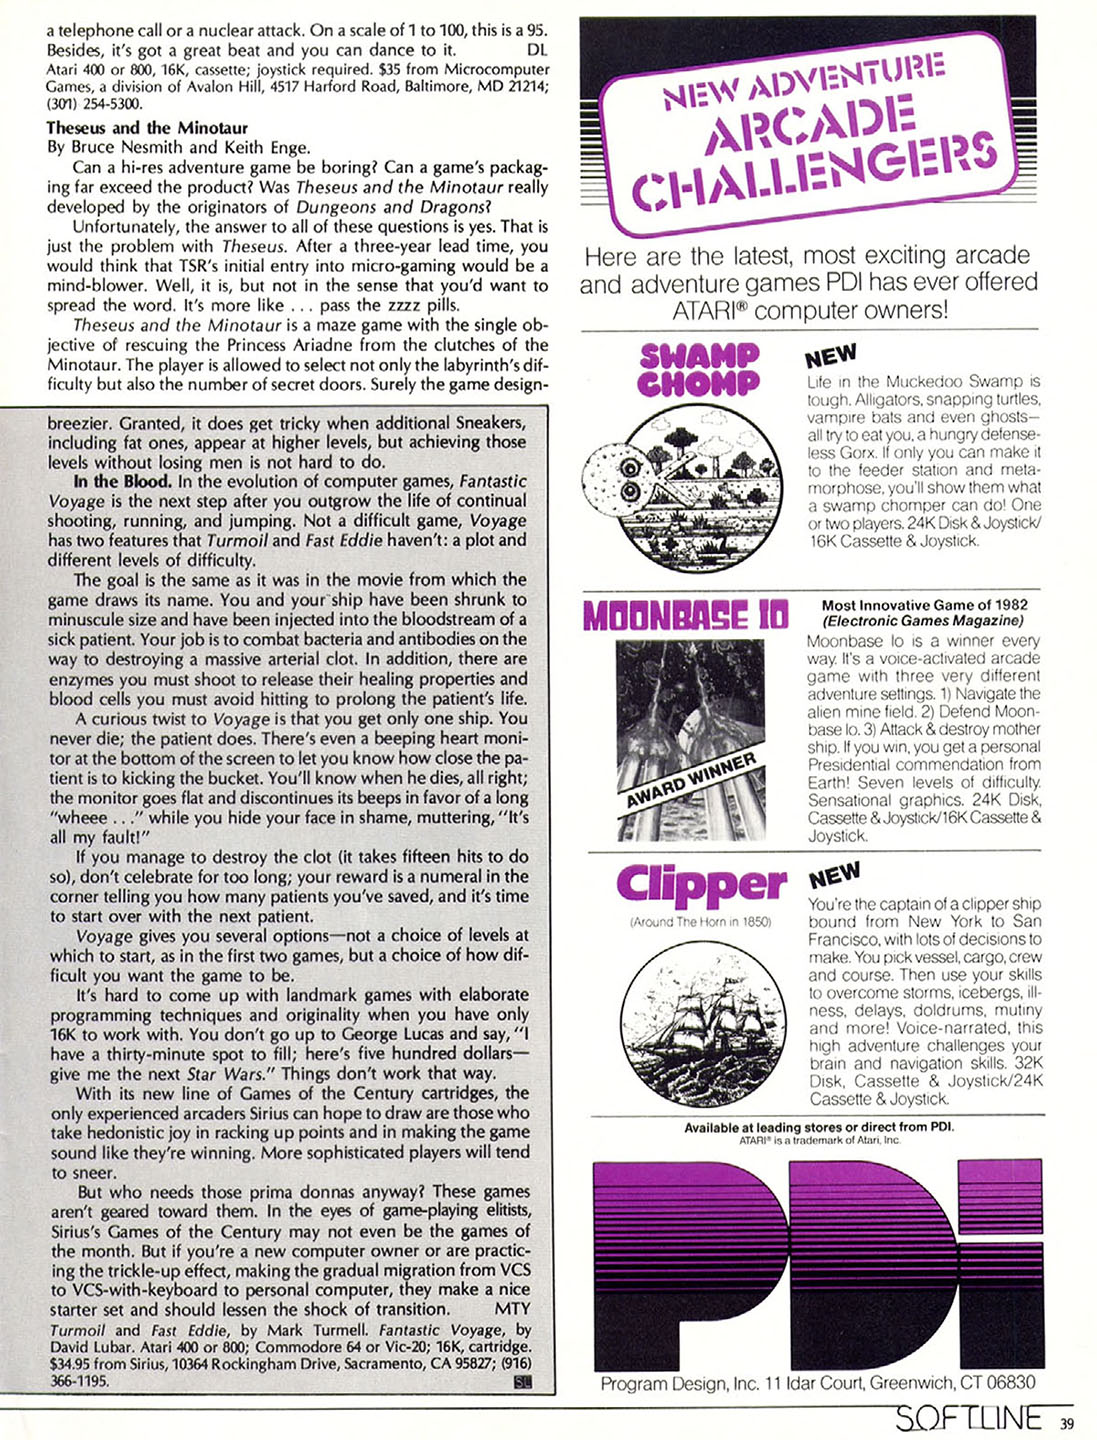 a telephone call or a nuclear attack. On a scale of 1 to 100, this is a 95.
Besides, it's got a great beat and you can dance to it. DL
Atari 400 or 800, 16K, cassette; joystick required. $35 from Microcomputer
Games, a division of Avalon Hill, 4517 Harford Road, Baltimore, MD 21214;
(301) 254-5300.
Theseus and the Minotaur
By Bruce Nesmith and Keith Enge.
Can a hi-res adventure game be boring? Can a game's packag-
ing far exceed the product? Was Theseus and the Minotaur really
developed by the originators of Dungeons and Dragons?
Unfortunately, the answer to all of these questions is yes. That is
just the problem with Theseus. After a three-year lead time, you
would think that TSR's initial entry into micro-gaming would be a
mind-blower. Well, it is, but not in the sense that you'd want to
spread the word. It's more like . . . pass the zzzz pills.
Theseus and the Minotaur is a maze game with the single ob-
jective of rescuing the Princess Ariadne from the clutches of the
Minotaur. The player is allowed to select not only the labyrinth's dif-
ficulty but also the number of secret doors. Surely the game design-
breezier. Granted, it does get tricky when additional Sneakers,
including fat ones, appear at higher levels, but achieving those
levels without losing men is not hard to do.
In the Blood. In the evolution of computer games, Fantastic
Voyage is the next step after you outgrow the life of continual
shooting, running, and jumping. Not a difficult game, Voyage
has two features that Turmoil and Fast Eddie haven't: a plot and
different levels of difficulty.
The goal is the same as it was in the movie from which the
game draws its name. You and your ship have been shrunk to
minuscule size and have been injected into the bloodstream of a
sick patient. Your job is to combat bacteria and antibodies on the
way to destroying a massive arterial clot. In addition, there are
enzymes you must shoot to release their healing properties and
blood cells you must avoid hitting to prolong the patient's life.
A curious twist to Voyage is that you get only one ship. You
never die; the patient does. There's even a beeping heart moni-
tor at the bottom of the screen to let you know how close the pa-
tient is to kicking the bucket. You'll know when he dies, all right;
the monitor goes flat and discontinues its beeps in favor of a long
"wheee . . ." while you hide your face in shame, muttering, "It's
all my fault!"
If you manage to destroy the clot (it takes fifteen hits to do
so), don't celebrate for too long; your reward is a numeral in the
corner telling you how many patients you've saved, and it's time
to start over with the next patient.
Voyage gives you several options—not a choice of levels at
which to start, as in the first two games, but a choice of how dif-
ficult you want the game to be.
It's hard to come up with landmark games with elaborate
programming techniques and originality when you have only
16K to work with. You don't go up to George Lucas and say, "I
have a thirty-minute spot to fill; here's five hundred dollars—
give me the next Star Wars." Things don't work that way.
With its new line of Games of the Century cartridges, the
only experienced arcaders Sirius can hope to draw are those who
take hedonistic joy in racking up points and in making the game
sound like they're winning. More sophisticated players will tend
to sneer.
But who needs those prima donnas anyway? These games
aren't geared toward them. In the eyes of game-playing elitists,
Sirius's Games of the Century may not even be the games of
the month. But if you're a new computer owner or are practic-
ing the trickle-up effect, making the gradual migration from VCS
to VCS-with-keyboard to personal computer, they make a nice
starter set and should lessen the shock of transition. MTY
Turmoil and Fast Eddie, by Mark Turmell. Fantastic Voyage, by
David Lubar. Atari 400 or 800; Commodore 64 or Vic-20; 16K, cartridge.
$34.95 from Sirius, 10364 Rockingham Drive, Sacramento, CA 95827; (916)
366-1195. SL
NEW ADVENTURE
ARCADE
CHALLENGERS
Here are the latest, most exciting arcade
and adventure games PDI has ever offered
ATARI® computer owners!
SWAMP
CHOMP
NEW
Life in the Muckedoo Swamp is
tough. Alligators, snapping turtles,
vampire bats and even ghosts—
all try to eat you, a hungry defense-
less Gorx. If only you can make it
to the feeder station and meta-
morphose, you'll show them what
a swamp chomper can do! One
or two players. 24K Disk & Joystick/
16K Cassette & Joystick.
MOONBASE IO
AWARD WINNER
Most Innovative Game of 1982
(Electronic Games Magazine)
Moonbase Io is a winner every
way. It's a voice-activated arcade
game with three very different
adventure settings. 1) Navigate the
alien mine field. 2) Defend Moon-
base Io. 3) Attack & destroy mother
ship. If you win, you get a personal
Presidential commendation from
Earth! Seven levels of difficulty.
Sensational graphics. 24K Disk,
Cassette & Joystick/16K Cassette &
Joystick.
Clipper
(Around The Horn in 1850)
NEW
You're the captain of a clipper ship
bound from New York to San
Francisco, with lots of decisions to
make. You pick vessel, cargo, crew
and course. Then use your skills
to overcome storms, icebergs, ill-
ness, delays, doldrums, mutiny
and more! Voice-narrated, this
high adventure challenges your
brain and navigation skills. 32K
Disk, Cassette & Joystick/24K
Cassette & Joystick.
Available at leading stores or direct from PDI.
ATARI® is a trademark of Atari, Inc.
PDi
Program Design, Inc. 11 Idar Court, Greenwich, CT 06830
SOFTLINE 39